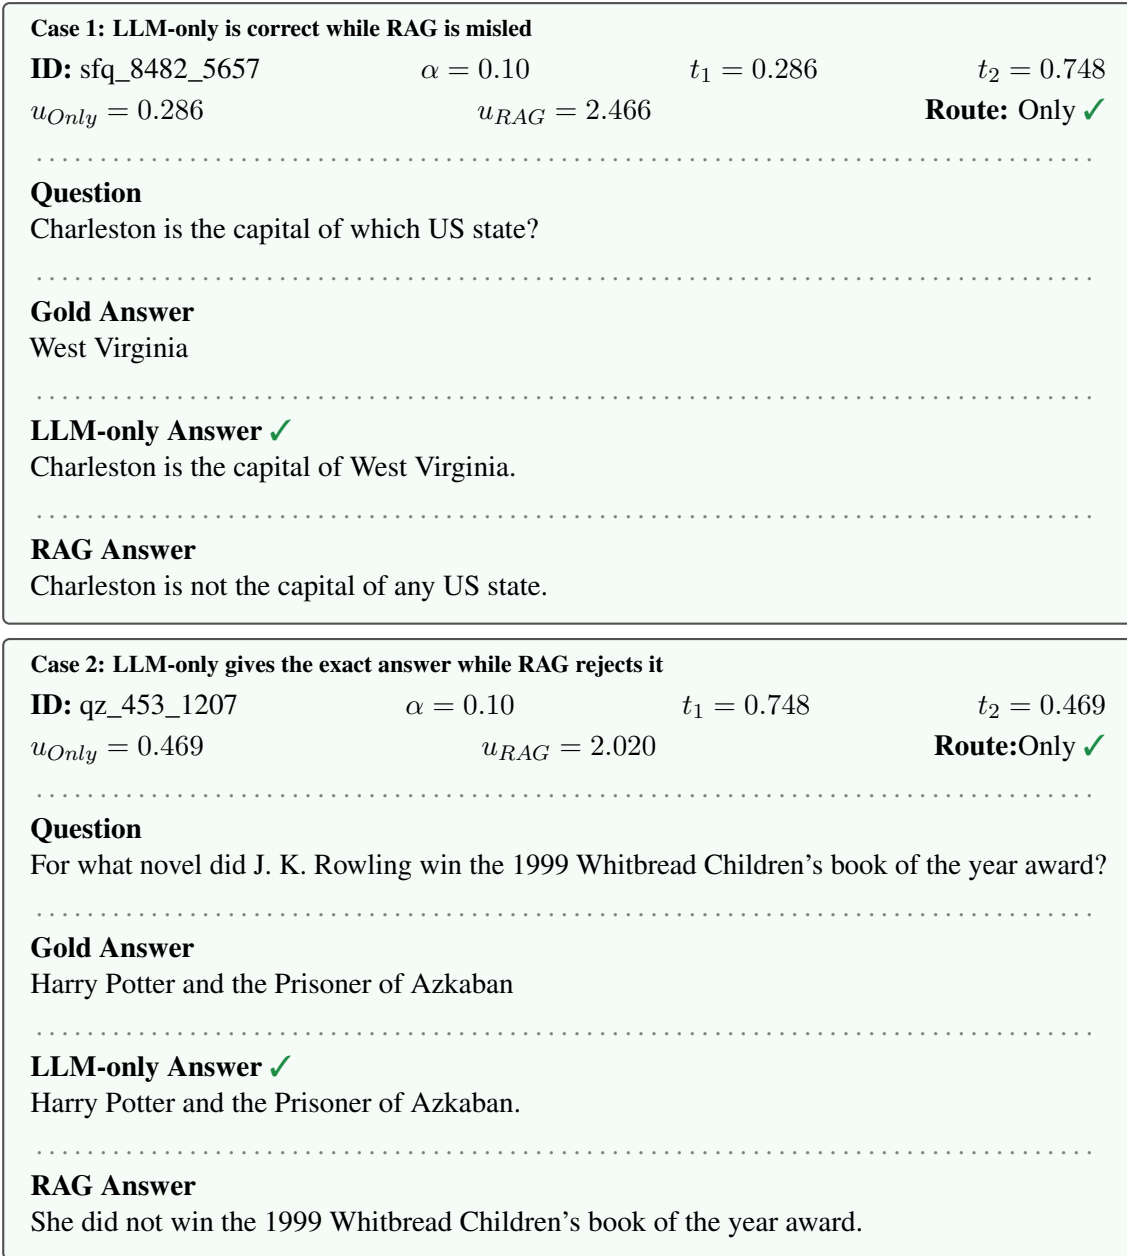 Case 1: LLM-only is correct while RAG is misled
ID: sfq_8482_5657 α = 0.10 t₁ = 0.286 t₂ = 0.748
u_Only = 0.286 u_RAG = 2.466 Route: Only ✓
Question
Charleston is the capital of which US state?
Gold Answer
West Virginia
LLM-only Answer ✓
Charleston is the capital of West Virginia.
RAG Answer
Charleston is not the capital of any US state.
Case 2: LLM-only gives the exact answer while RAG rejects it
ID: qz_453_1207 α = 0.10 t₁ = 0.748 t₂ = 0.469
u_Only = 0.469 u_RAG = 2.020 Route:Only ✓
Question
For what novel did J. K. Rowling win the 1999 Whitbread Children's book of the year award?
Gold Answer
Harry Potter and the Prisoner of Azkaban
LLM-only Answer ✓
Harry Potter and the Prisoner of Azkaban.
RAG Answer
She did not win the 1999 Whitbread Children's book of the year award.